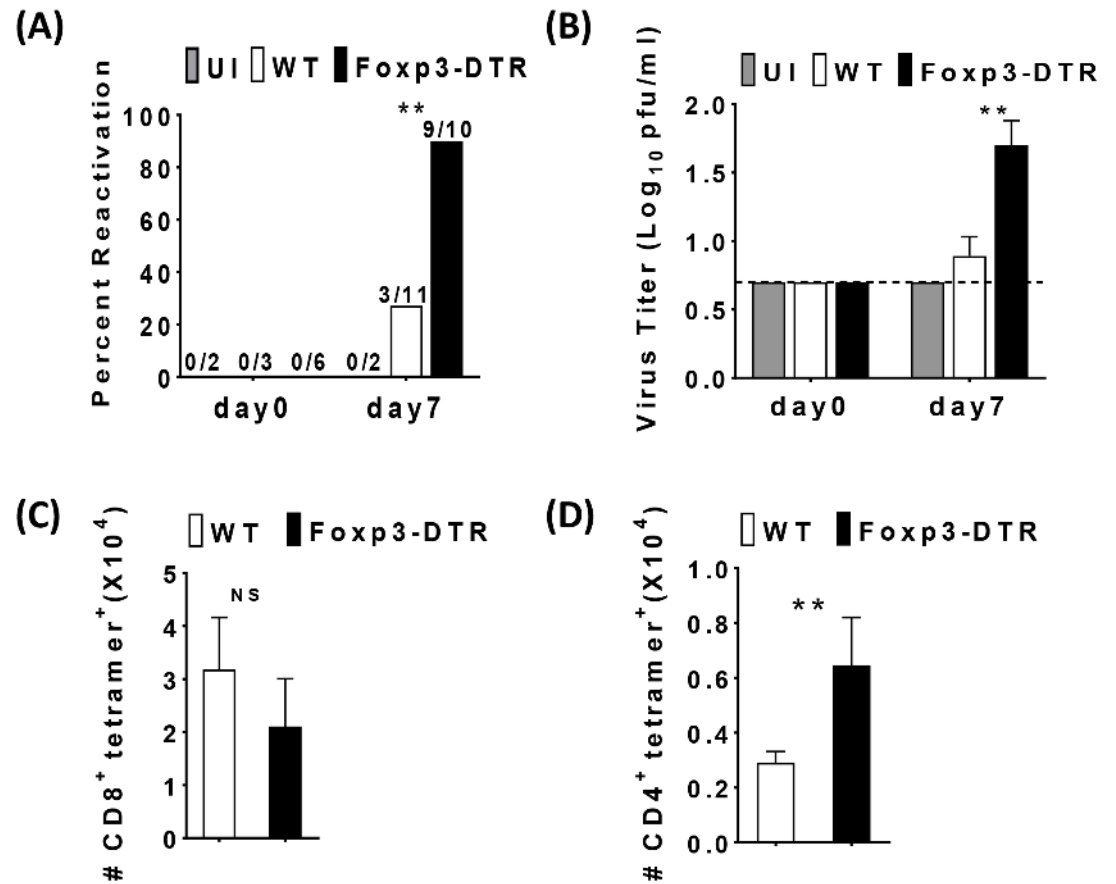 (A)
UI WT Foxp3-DTR
Percent Reactivation
100
80
60
40
20
0
**
9/10
3/11
0/2 0/3 0/6 0/2
day0 day7
(B)
UI WT Foxp3-DTR
Virus Titer (Log10 pfu/ml)
2.0
1.5
1.0
0.5
0.0
**
day0 day7
(C)
WT Foxp3-DTR
# CD8+ tetramer+(X10^4)
5
4
3
2
1
0
NS
(D)
WT Foxp3-DTR
# CD4+ tetramer+(X10^4)
1.0
0.8
0.6
0.4
0.2
0.0
**